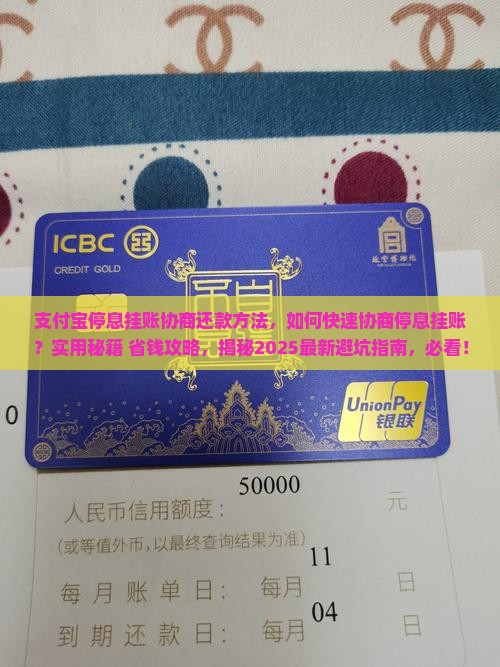 ICBC
CREDIT GOLD
故宫博物院
支付宝停息挂账协商还款方法，如何快速协商停息挂账
？实用秘籍 省钱攻略，揭秘2025最新避坑指南，必看！
UnionPay
银联
0
50000
人民币信用额度： 元
(或等值外币，以最终查询结果为准)
11
每月账单日： 每月 日
04
到期还款日： 每月 日